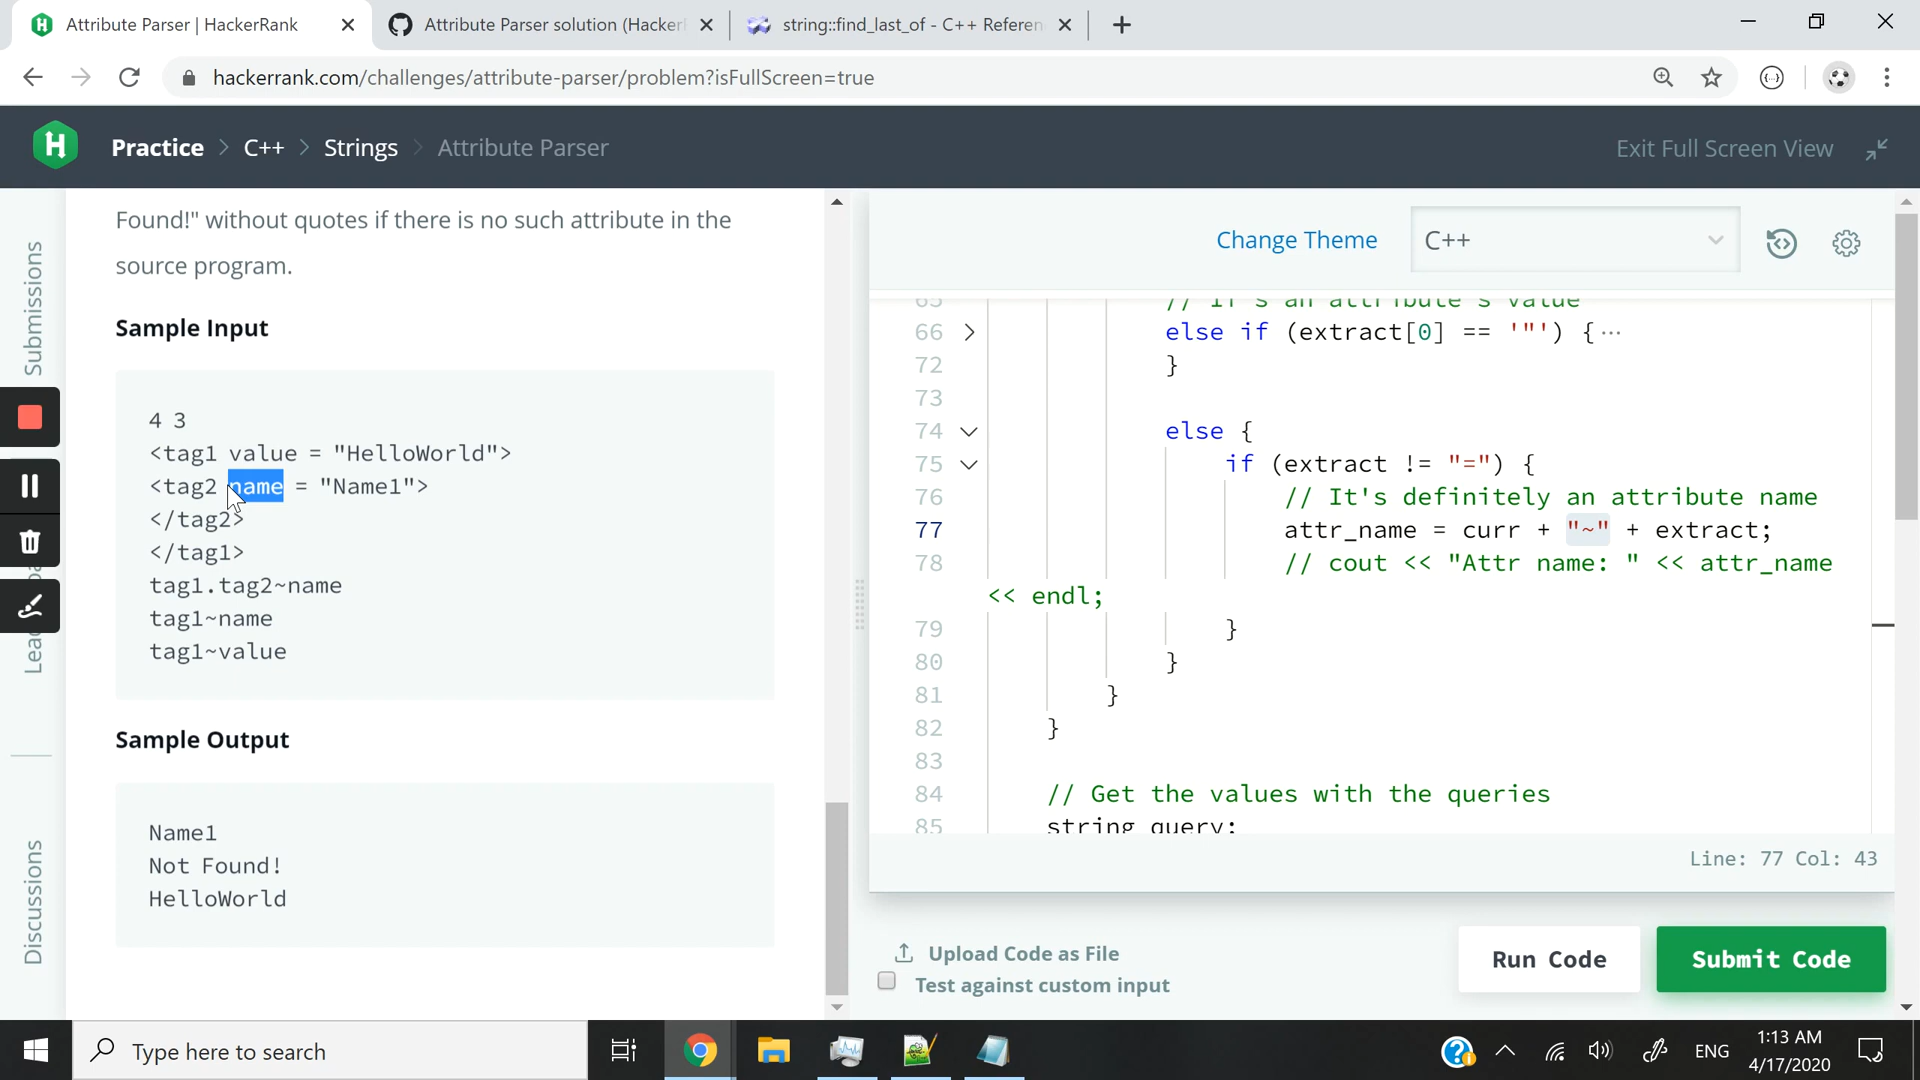 Attribute Parser | HackerRank
Attribute Parser solution (Hacker
string::find_last_of - C++ Referen
hackerrank.com/challenges/attribute-parser/problem?isFullScreen=true
Practice > C++ > Strings > Attribute Parser
Exit Full Screen View
Submissions
Discussions
Found!" without quotes if there is no such attribute in the
source program.
Sample Input
4 3
<tag1 value = "HelloWorld">
<tag2 name = "Name1">
</tag2>
</tag1>
tag1.tag2~name
tag1~name
tag1~value
Sample Output
Name1
Not Found!
HelloWorld
Change Theme
C++
65 // It's an attribute's value
66 else if (extract[0] == '"') {...
72 }
73
74 else {
75 if (extract != "=") {
76 // It's definitely an attribute name
77 attr_name = curr + "~" + extract;
78 // cout << "Attr name: " << attr_name
<< endl;
79 }
80 }
81 }
82 }
83
84 // Get the values with the queries
85 string query;
Line: 77 Col: 43
Upload Code as File
Test against custom input
Run Code
Submit Code
Type here to search
ENG
1:13 AM
4/17/2020